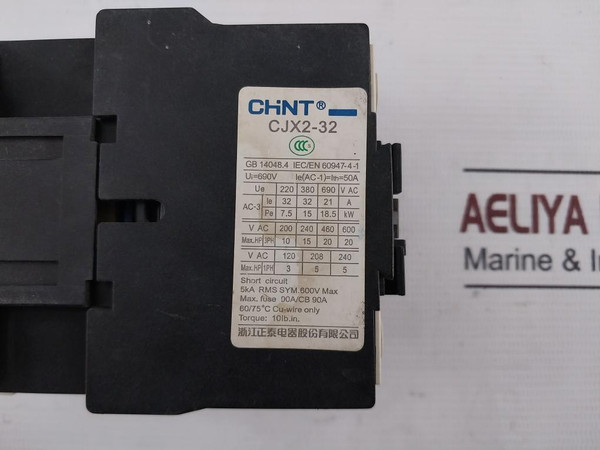 CHNT®
CJX2-32
CCC
GB 14048.4 IEC/EN 60947-4-1
Ui=690V Ie(AC-1)=Ith=50A
Ue 220 380 690 V AC
AC-3 Ie 32 32 21 A
Pe 7.5 15 18.5 kW
V AC 200 240 460 600
Max.HP 3PH 10 15 20 20
V AC 120 208 240
Max.HP 1PH 3 5 5
Short circuit
5kA RMS SYM.600V Max
Max. fuse 90A/CB 90A
60/75°C Cu wire only
Torque: 10lb.in.
浙江正泰电器股份有限公司
AELIYA
Marine & In